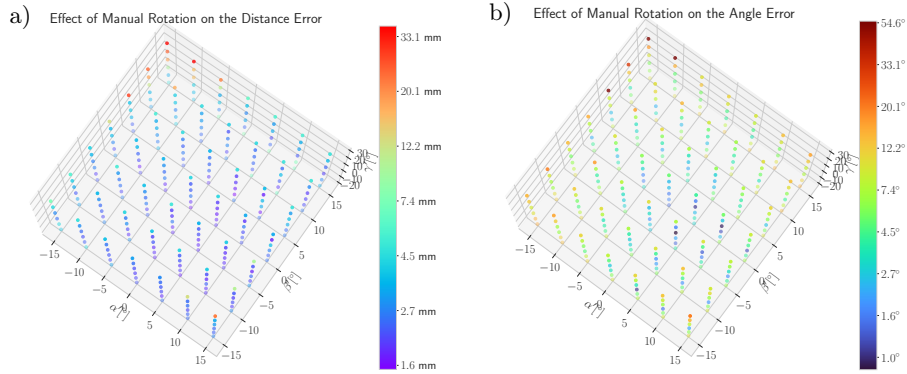 a)
Effect of Manual Rotation on the Distance Error
33.1 mm
20.1 mm
12.2 mm
7.4 mm
4.5 mm
2.7 mm
1.6 mm
30
20
10
0
−10
−20
γ[°]
15
10
5
0
−5
−10
−15
β[°]
−15
−10
−5
0
5
10
15
α[°]
b)
Effect of Manual Rotation on the Angle Error
54.6°
33.1°
20.1°
12.2°
7.4°
4.5°
2.7°
1.6°
1.0°
30
20
10
0
−10
−20
γ[°]
15
10
5
0
−5
−10
−15
β[°]
−15
−10
−5
0
5
10
15
α[°]